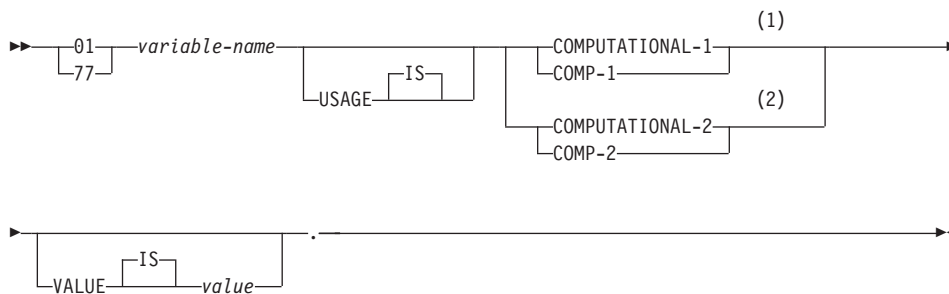 (1)
01 variable-name COMPUTATIONAL-1
77 IS COMP-1
USAGE (2)
COMPUTATIONAL-2
COMP-2
.
IS
VALUE value